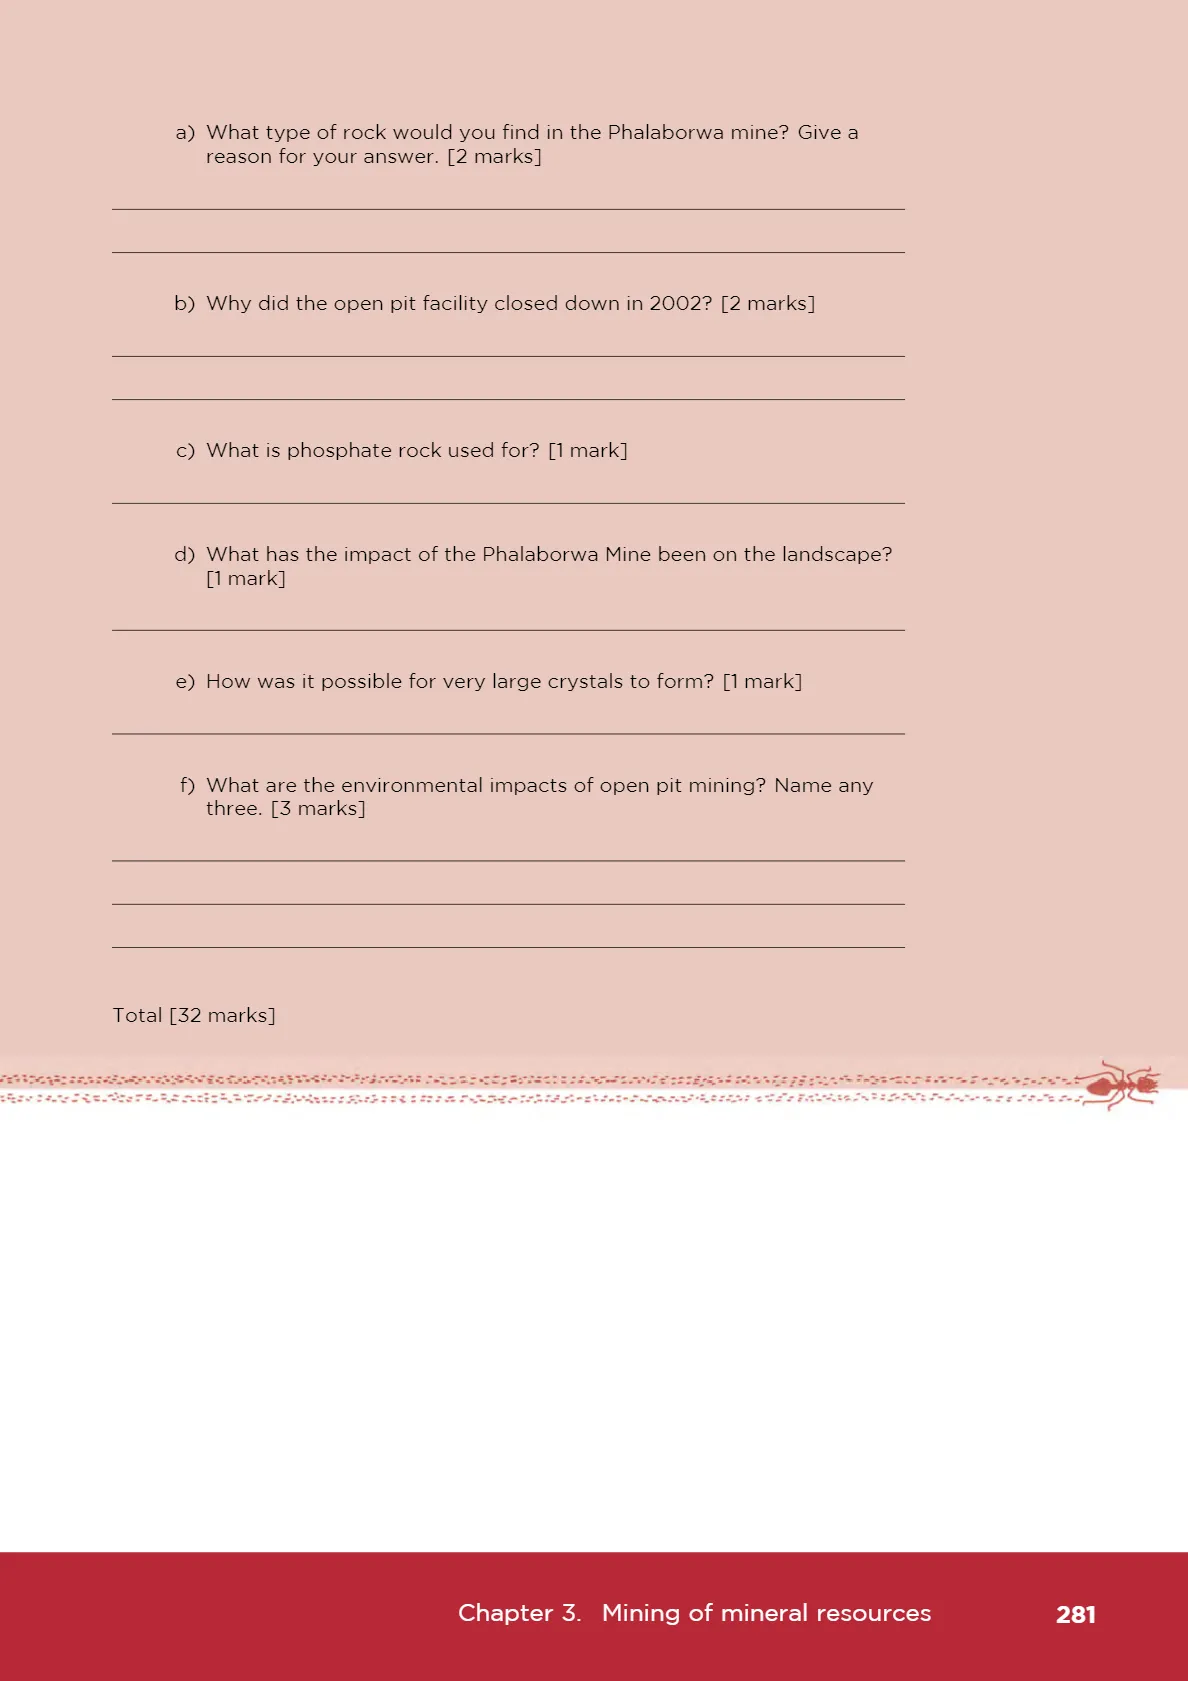 a) What type of rock would you find in the Phalaborwa mine? Give a
reason for your answer. [2 marks]
b) Why did the open pit facility closed down in 2002? [2 marks]
c) What is phosphate rock used for? [1 mark]
d) What has the impact of the Phalaborwa Mine been on the landscape?
[1 mark]
e) How was it possible for very large crystals to form? [1 mark]
f) What are the environmental impacts of open pit mining? Name any
three. [3 marks]
Total [32 marks]
Chapter 3. Mining of mineral resources 281